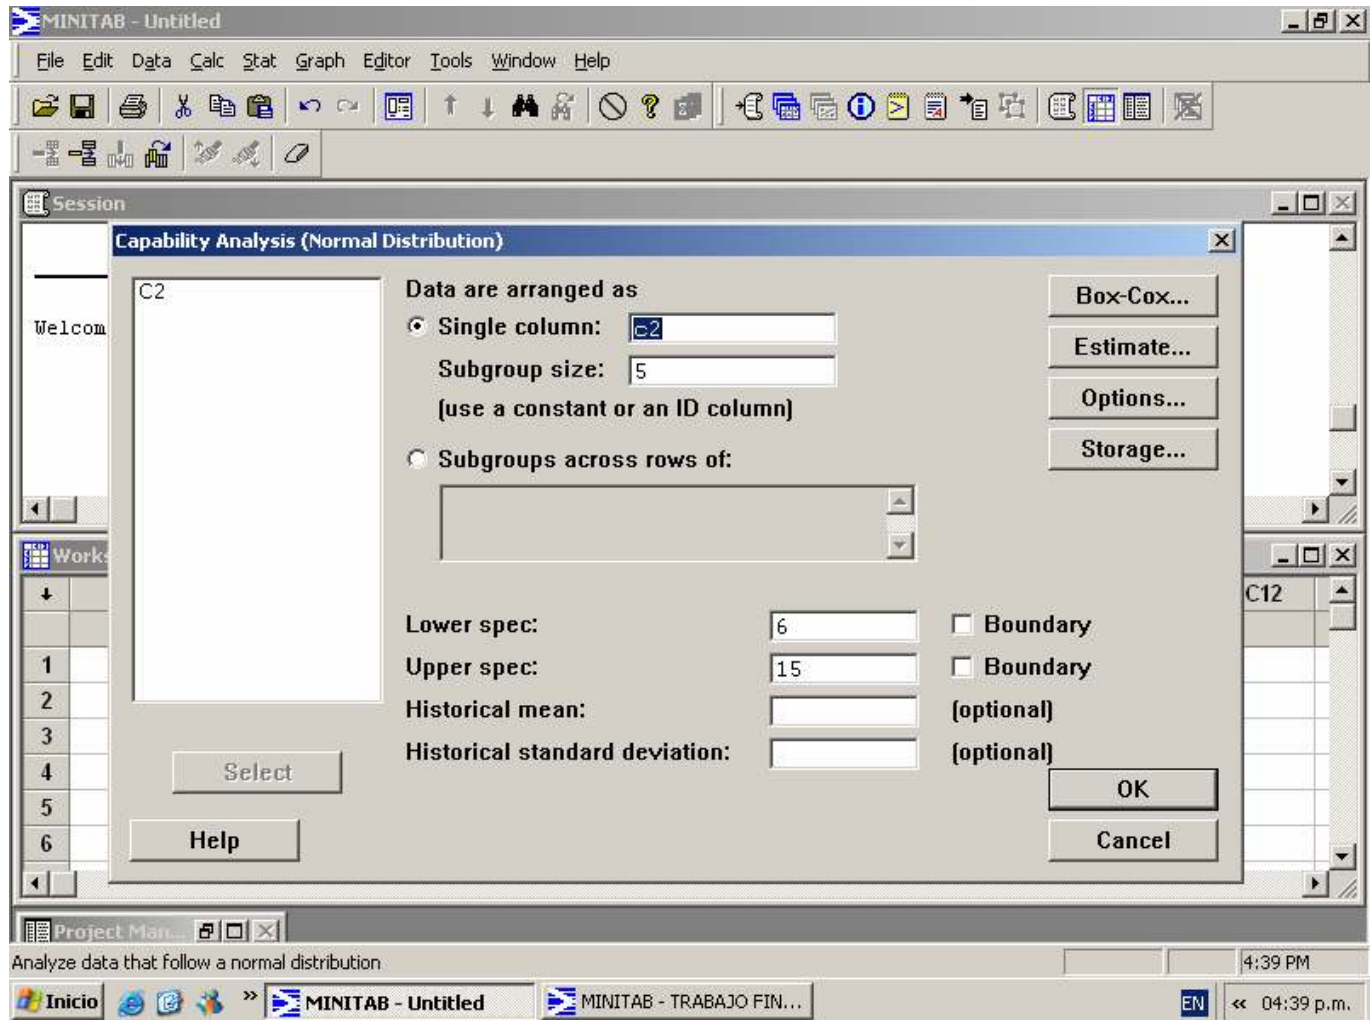 MINITAB - Untitled
File Edit Data Calc Stat Graph Editor Tools Window Help
Session
Capability Analysis (Normal Distribution)
C2
Welcom
Data are arranged as
Single column: c2
Subgroup size: 5
(use a constant or an ID column)
Subgroups across rows of:
Box-Cox...
Estimate...
Options...
Storage...
Works
C12
Lower spec: 6 Boundary
Upper spec: 15 Boundary
Historical mean: (optional)
Historical standard deviation: (optional)
1
2
3
4
5
6
Select
OK
Help
Cancel
Project Man...
Analyze data that follow a normal distribution 4:39 PM
Inicio » MINITAB - Untitled MINITAB - TRABAJO FIN... EN « 04:39 p.m.